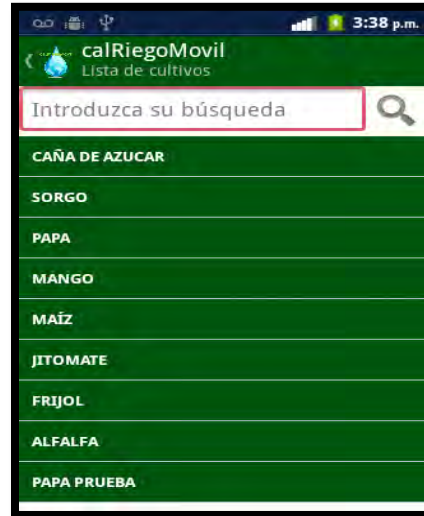 3:38 p.m.
calRiegoMovil
Lista de cultivos
Introduzca su búsqueda
CAÑA DE AZUCAR
SORGO
PAPA
MANGO
MAÍZ
JITOMATE
FRIJOL
ALFALFA
PAPA PRUEBA